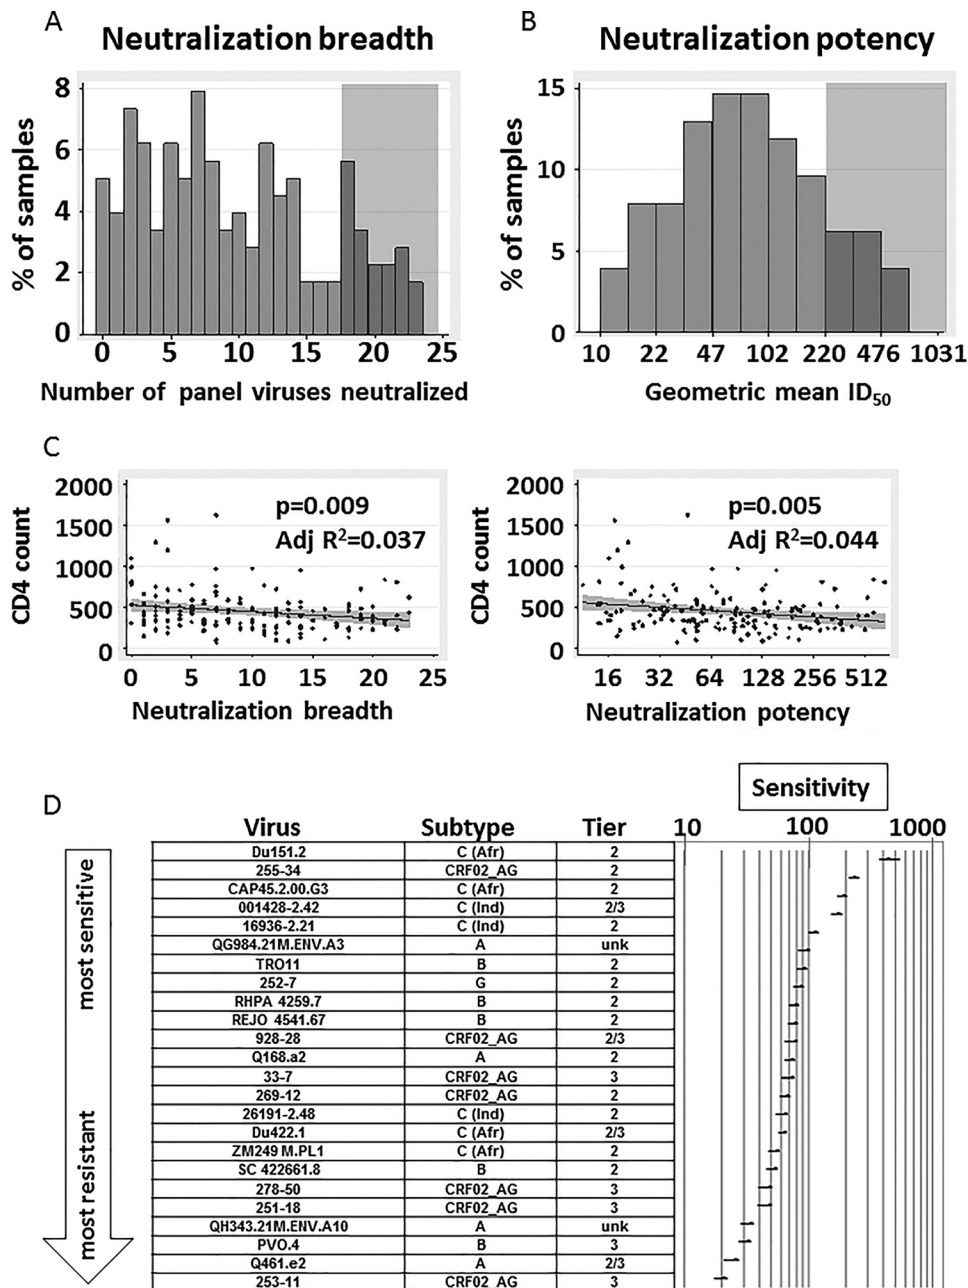 A
Neutralization breadth
% of samples
8
6
4
2
0
0 5 10 15 20 25
Number of panel viruses neutralized
B
Neutralization potency
% of samples
15
10
5
0
10 22 47 102 220 476 1031
Geometric mean ID50
C
CD4 count
2000
1500
1000
500
0
p=0.009
Adj R2=0.037
0 5 10 15 20 25
Neutralization breadth
CD4 count
2000
1500
1000
500
0
p=0.005
Adj R2=0.044
16 32 64 128 256 512
Neutralization potency
D
Sensitivity
Virus Subtype Tier 10 100 1000
most sensitive
most resistant
Du151.2 C (Afr) 2
255-34 CRF02_AG 2
CAP45.2.00.G3 C (Afr) 2
001428-2.42 C (Ind) 2/3
16936-2.21 C (Ind) 2
QG984.21M.ENV.A3 A unk
TRO11 B 2
252-7 G 2
RHPA 4259.7 B 2
REJO 4541.67 B 2
928-28 CRF02_AG 2/3
Q168.a2 A 2
33-7 CRF02_AG 3
269-12 CRF02_AG 2
26191-2.48 C (Ind) 2
Du422.1 C (Afr) 2/3
ZM249 M.PL1 C (Afr) 2
SC 422661.8 B 2
278-50 CRF02_AG 3
251-18 CRF02_AG 3
QH343.21M.ENV.A10 A unk
PVO.4 B 3
Q461.e2 A 2/3
253-11 CRF02_AG 3